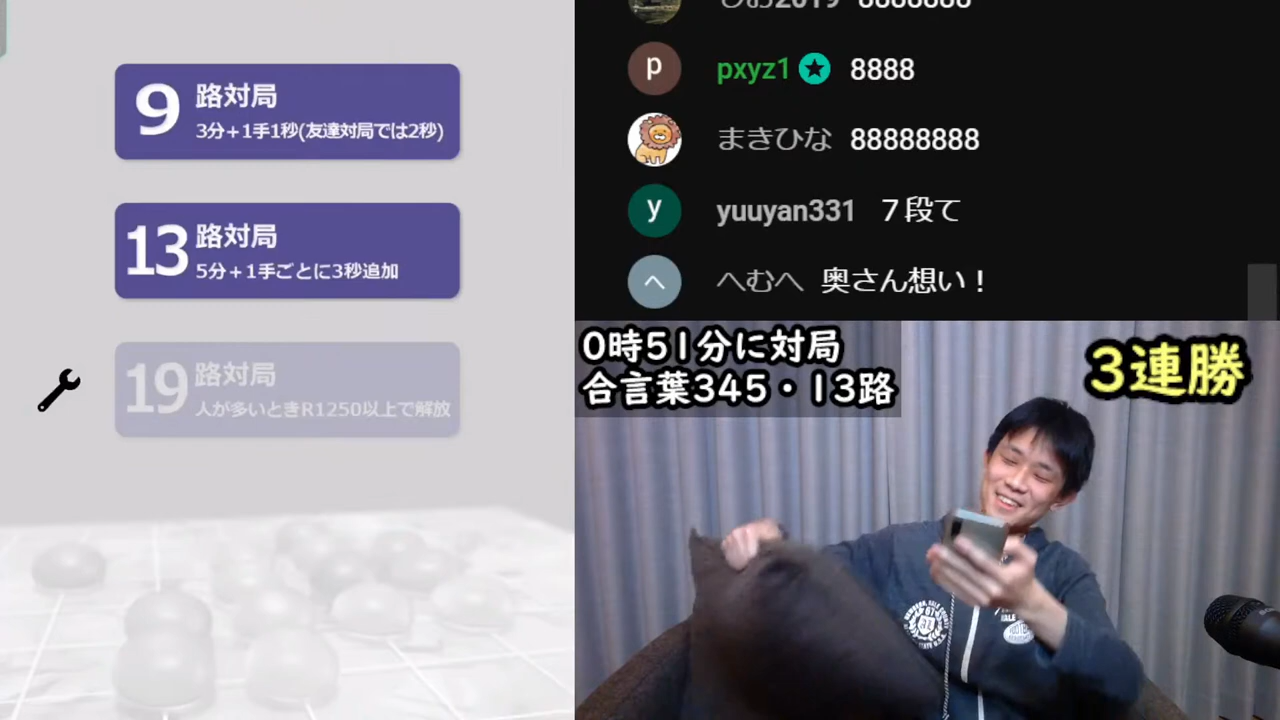 9
路対局
3分+1手1秒(友達対局では2秒)
13
路対局
5分+1手ごとに3秒追加
19
路対局
人が多いときR1250以上で解放
p
pxyz1 8888
まきひな 88888888
y
yuuyan331 7段て
へ
へむへ 奥さん想い！
0時51分に対局
合言葉345・13路
3連勝